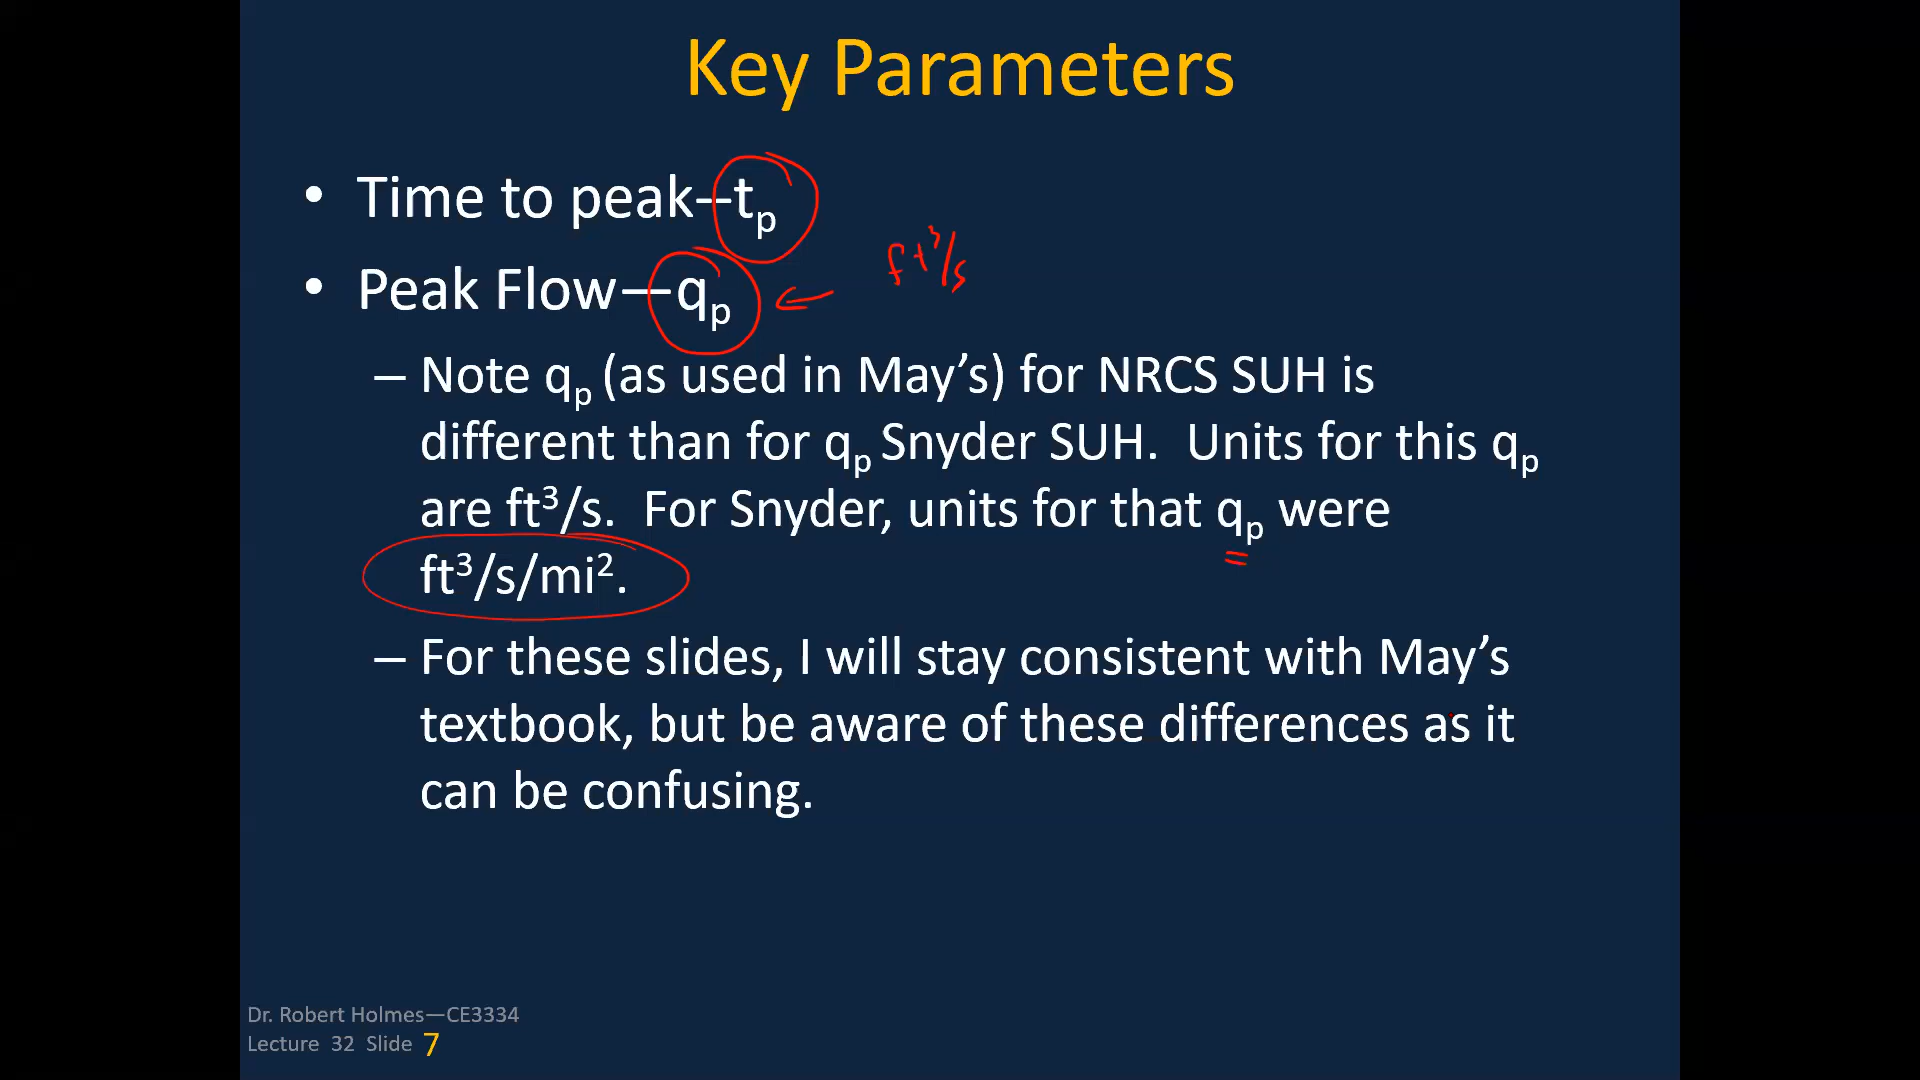 Key Parameters
• Time to peak--tp
ft³/s
• Peak Flow—qp
– Note qp (as used in May's) for NRCS SUH is
different than for qp Snyder SUH. Units for this qp
are ft³/s. For Snyder, units for that qp were
ft³/s/mi².
– For these slides, I will stay consistent with May's
textbook, but be aware of these differences as it
can be confusing.
Dr. Robert Holmes—CE3334
Lecture 32 Slide 7